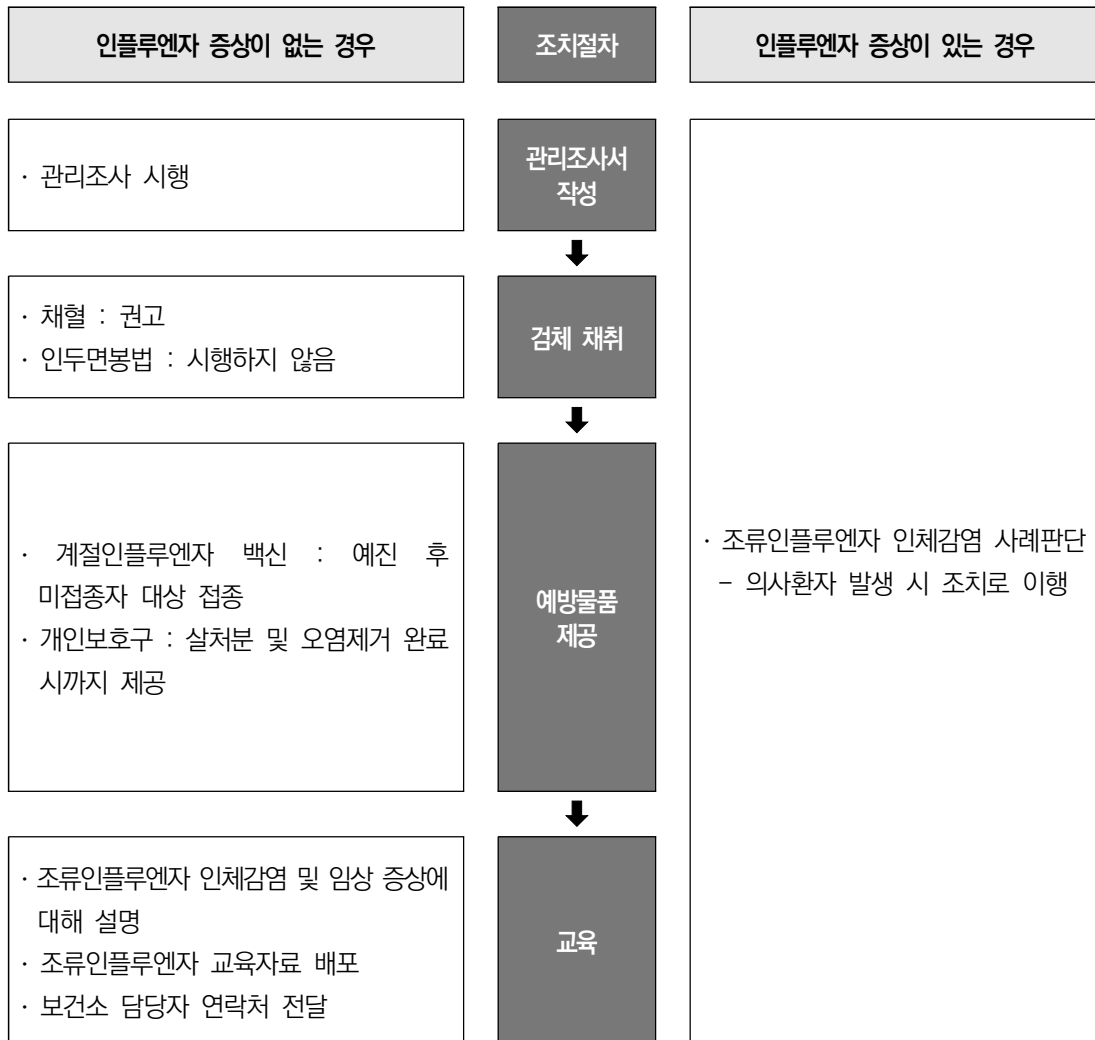 인플루엔자 증상이 없는 경우
조치절차
인플루엔자 증상이 있는 경우
· 관리조사 시행
관리조사서
작성
· 채혈 : 권고
· 인두면봉법 : 시행하지 않음
검체 채취
· 계절인플루엔자 백신 : 예진 후
미접종자 대상 접종
· 개인보호구 : 살처분 및 오염제거 완료
시까지 제공
예방물품
제공
· 조류인플루엔자 인체감염 사례판단
- 의사환자 발생 시 조치로 이행
· 조류인플루엔자 인체감염 및 임상 증상에
대해 설명
· 조류인플루엔자 교육자료 배포
· 보건소 담당자 연락처 전달
교육